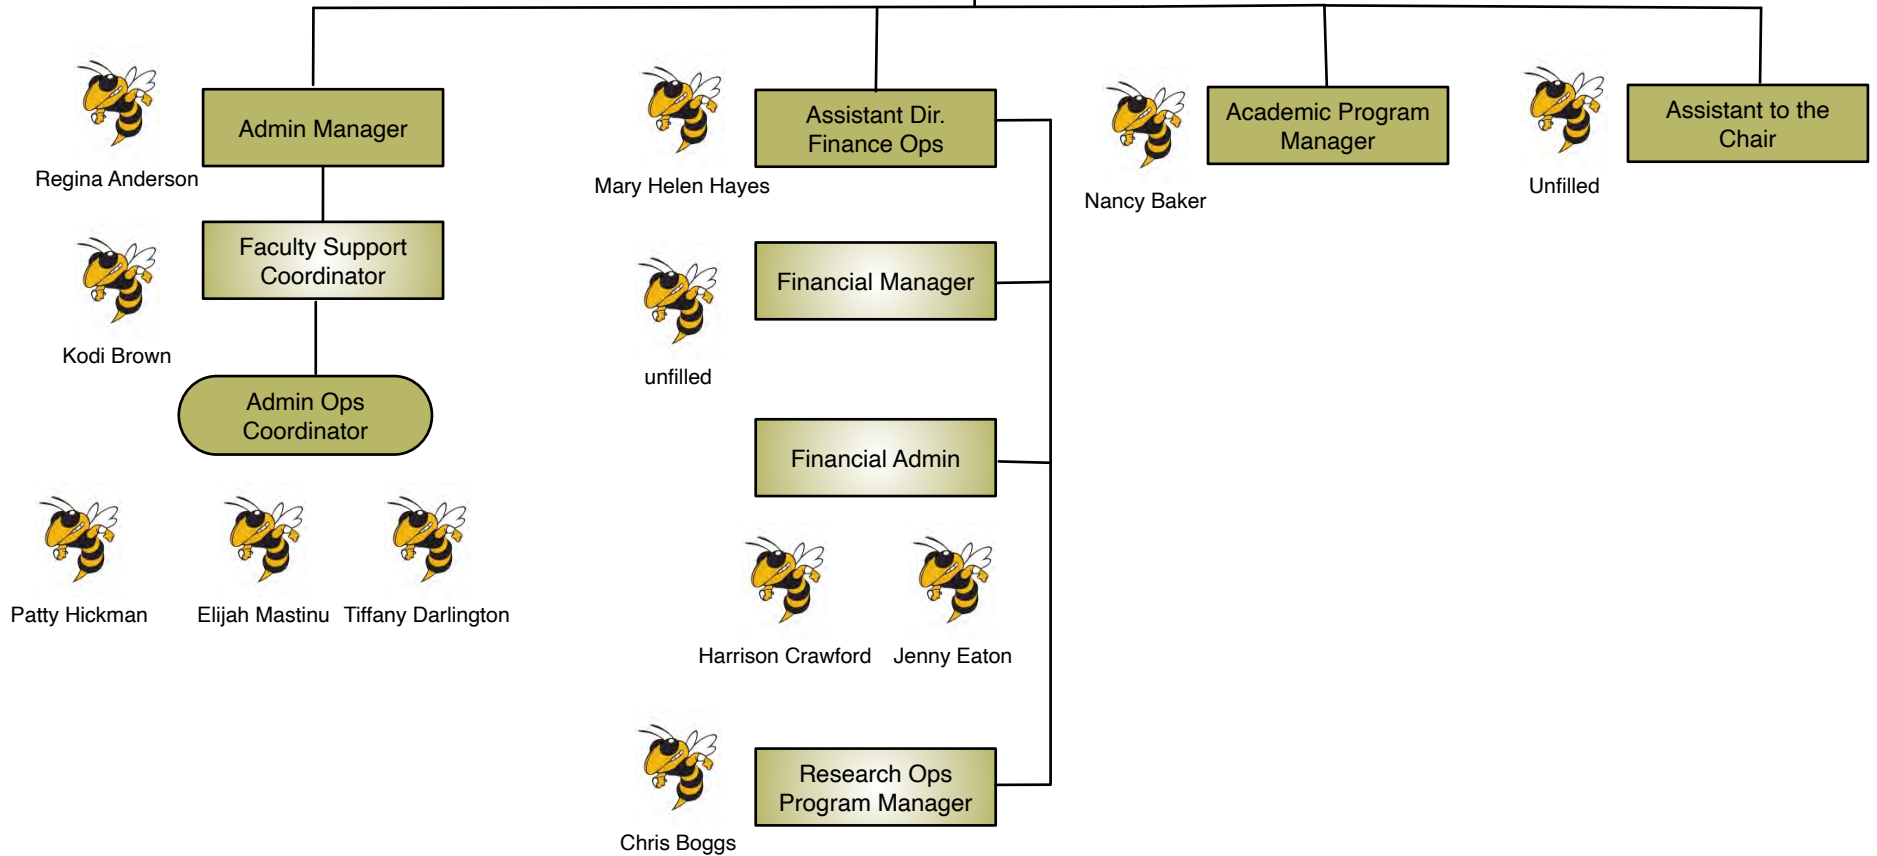 Admin Manager
Regina Anderson
Faculty Support
Coordinator
Kodi Brown
Admin Ops
Coordinator
Patty Hickman
Elijah Mastinu
Tiffany Darlington
Assistant Dir.
Finance Ops
Mary Helen Hayes
Financial Manager
unfilled
Financial Admin
Harrison Crawford
Jenny Eaton
Research Ops
Program Manager
Chris Boggs
Academic Program
Manager
Nancy Baker
Assistant to the
Chair
Unfilled